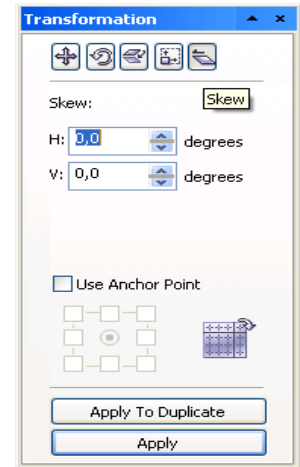 Transformation
Skew:
Skew
H: 0,0 degrees
V: 0,0 degrees
Use Anchor Point
Apply To Duplicate
Apply